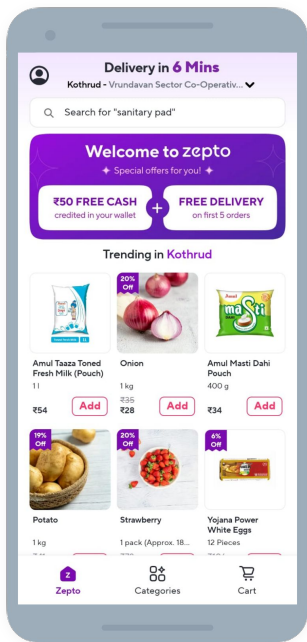 Delivery in 6 Mins
Kothrud - Vrundavan Sector Co-Operativ...
Search for "sanitary pad"
Welcome to zepto
Special offers for you!
₹50 FREE CASH
credited in your wallet
+
FREE DELIVERY
on first 5 orders
Trending in Kothrud
20%
Off
Amul
maSti
Amul Taaza Toned
Fresh Milk (Pouch)
1 l
₹54
Add
Onion
1 kg
₹35
₹28
Add
Amul Masti Dahi
Pouch
400 g
₹34
Add
19%
Off
20%
Off
6%
Off
Potato
1 kg
Strawberry
1 pack (Approx. 18...
Yojana Power
White Eggs
12 Pieces
Z
Zepto
Categories
Cart